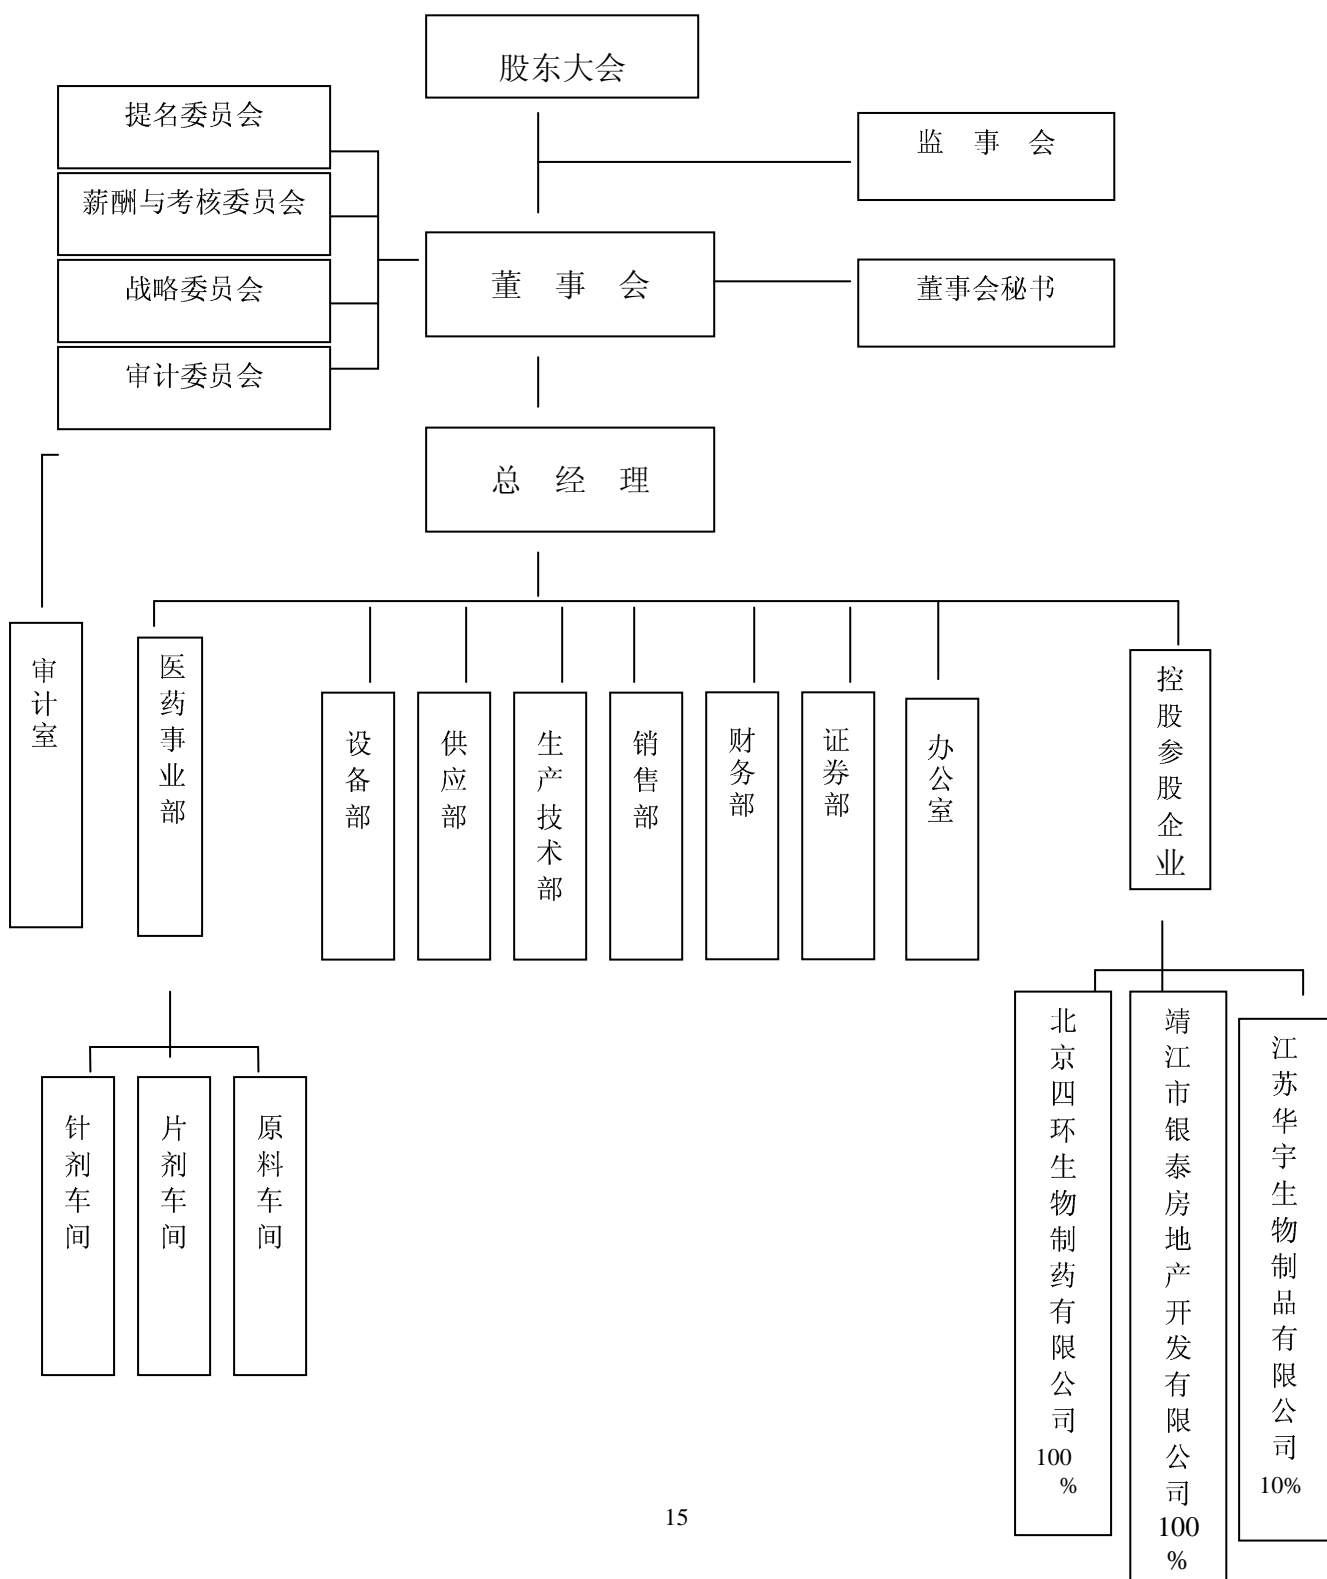 股东大会
提名委员会
监 事 会
薪酬与考核委员会
董 事 会
战略委员会
董事会秘书
审计委员会
总 经 理
审计室
医药事业部
设备部
供应部
生产技术部
销售部
财务部
证券部
办公室
控股参股企业
针剂车间
片剂车间
原料车间
北京四环生物制药有限公司
100
%
靖江市银泰房地产开发有限公司
100
%
江苏华宇生物制品有限公司
10%
15